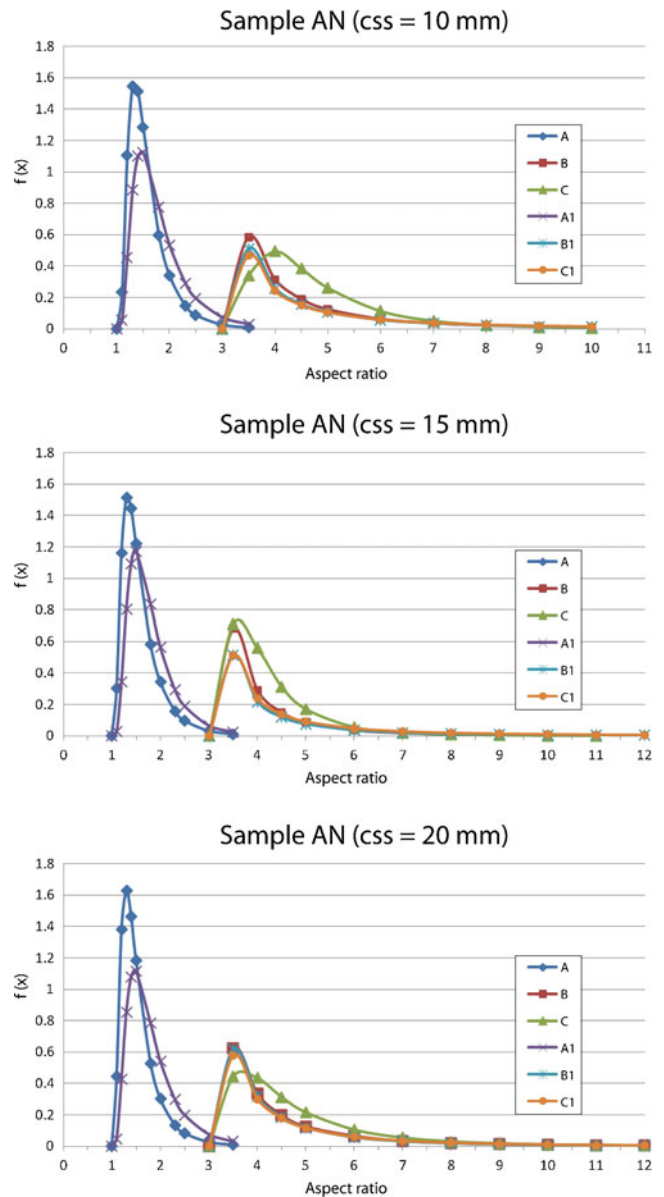 Sample AN (css = 10 mm)
1.8
1.6
1.4
1.2
1
0.8
0.6
0.4
0.2
0
f (x)
A
B
C
A1
B1
C1
0 1 2 3 4 5 6 7 8 9 10 11
Aspect ratio
Sample AN (css = 15 mm)
1.8
1.6
1.4
1.2
1
0.8
0.6
0.4
0.2
0
f (x)
A
B
C
A1
B1
C1
0 1 2 3 4 5 6 7 8 9 10 11 12
Aspect ratio
Sample AN (css = 20 mm)
1.8
1.6
1.4
1.2
1
0.8
0.6
0.4
0.2
0
f (x)
A
B
C
A1
B1
C1
0 1 2 3 4 5 6 7 8 9 10 11 12
Aspect ratio